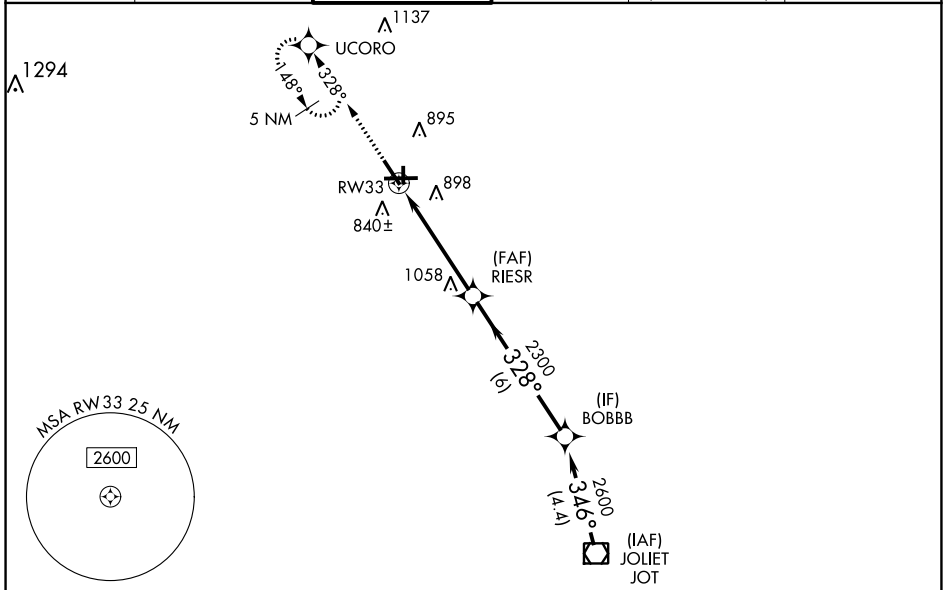 1137
UCORO
1294
148°
328°
5 NM
895
RW33
898
840±
(FAF)
RIESR
1058
2300
328°
(6)
(IF)
BOBBB
MSA RW33 25 NM
2600
2600
346°
(4.4)
(IAF)
JOLIET
JOT